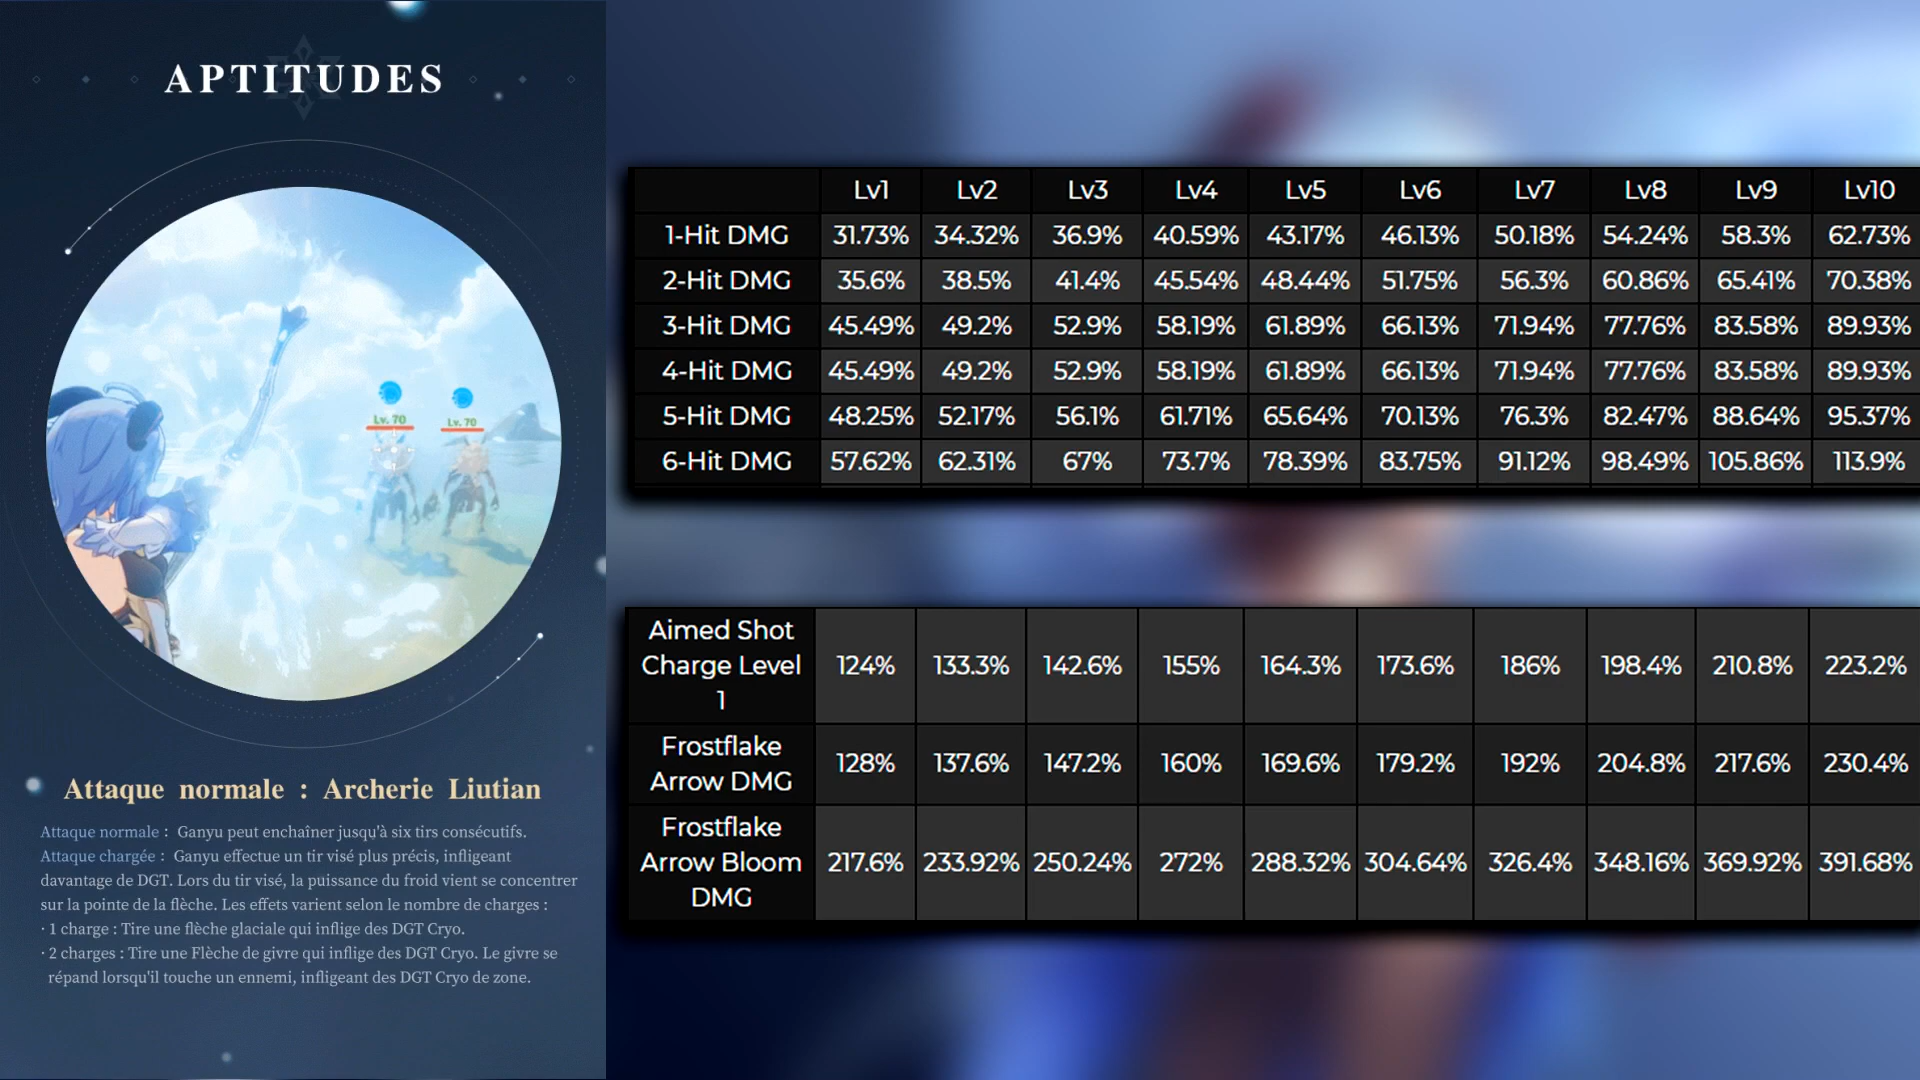 APTITUDES
Lv. 70
Lv. 70
Attaque normale : Archerie Liutian
Attaque normale : Ganyu peut enchaîner jusqu'à six tirs consécutifs.
Attaque chargée : Ganyu effectue un tir visé plus précis, infligeant
davantage de DGT. Lors du tir visé, la puissance du froid vient se concentrer
sur la pointe de la flèche. Les effets varient selon le nombre de charges :
· 1 charge : Tire une flèche glaciale qui inflige des DGT Cryo.
· 2 charges : Tire une Flèche de givre qui inflige des DGT Cryo. Le givre se
répand lorsqu'il touche un ennemi, infligeant des DGT Cryo de zone.
Lv1 Lv2 Lv3 Lv4 Lv5 Lv6 Lv7 Lv8 Lv9 Lv10
1-Hit DMG 31.73% 34.32% 36.9% 40.59% 43.17% 46.13% 50.18% 54.24% 58.3% 62.73%
2-Hit DMG 35.6% 38.5% 41.4% 45.54% 48.44% 51.75% 56.3% 60.86% 65.41% 70.38%
3-Hit DMG 45.49% 49.2% 52.9% 58.19% 61.89% 66.13% 71.94% 77.76% 83.58% 89.93%
4-Hit DMG 45.49% 49.2% 52.9% 58.19% 61.89% 66.13% 71.94% 77.76% 83.58% 89.93%
5-Hit DMG 48.25% 52.17% 56.1% 61.71% 65.64% 70.13% 76.3% 82.47% 88.64% 95.37%
6-Hit DMG 57.62% 62.31% 67% 73.7% 78.39% 83.75% 91.12% 98.49% 105.86% 113.9%
Aimed Shot
Charge Level
1
124% 133.3% 142.6% 155% 164.3% 173.6% 186% 198.4% 210.8% 223.2%
Frostflake
Arrow DMG
128% 137.6% 147.2% 160% 169.6% 179.2% 192% 204.8% 217.6% 230.4%
Frostflake
Arrow Bloom
DMG
217.6% 233.92% 250.24% 272% 288.32% 304.64% 326.4% 348.16% 369.92% 391.68%